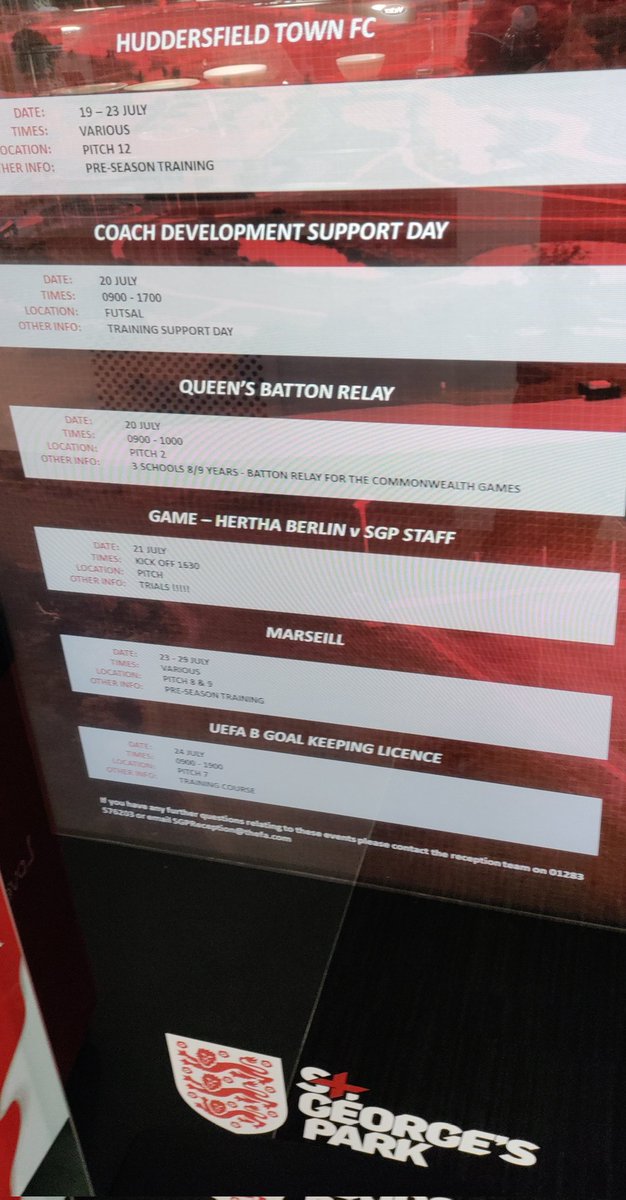 HUDDERSFIELD TOWN FC
DATE: 19 – 23 JULY
TIMES: VARIOUS
OCATION: PITCH 12
HER INFO: PRE-SEASON TRAINING
COACH DEVELOPMENT SUPPORT DAY
DATE: 20 JULY
TIMES: 0900 - 1700
LOCATION: FUTSAL
OTHER INFO: TRAINING SUPPORT DAY
QUEEN'S BATTON RELAY
DATE: 20 JULY
TIMES: 0900 - 1000
LOCATION: PITCH 2
OTHER INFO: 3 SCHOOLS 8/9 YEARS - BATTON RELAY FOR THE COMMONWEALTH GAMES
GAME – HERTHA BERLIN v SGP STAFF
DATE: 21 JULY
TIMES: KICK OFF 1630
LOCATION: PITCH
OTHER INFO: TRIALS !!!!!
MARSEILL
DATE: 23 - 29 JULY
TIMES: VARIOUS
LOCATION: PITCH 8 & 9
OTHER INFO: PRE-SEASON TRAINING
UEFA B GOAL KEEPING LICENCE
DATE: 24 JULY
TIMES: 0900 - 1900
LOCATION: PITCH 7
OTHER INFO: TRAINING COURSE
If you have any further questions relating to these events please contact the reception team on 01283
576203 or email SGPReception@thefa.com
ST.
GEORGE'S
PARK